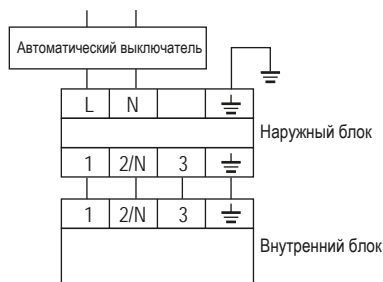 Автоматический выключатель
L N
Наружный блок
1 2/N 3
1 2/N 3
Внутренний блок